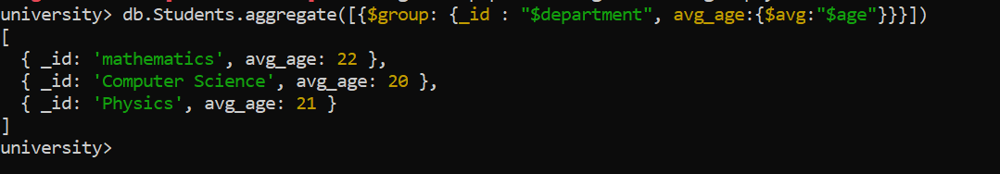 university> db.Students.aggregate([{$group: {_id : "$department", avg_age:{$avg:"$age"}}}])
[
  { _id: 'mathematics', avg_age: 22 },
  { _id: 'Computer Science', avg_age: 20 },
  { _id: 'Physics', avg_age: 21 }
]
university>